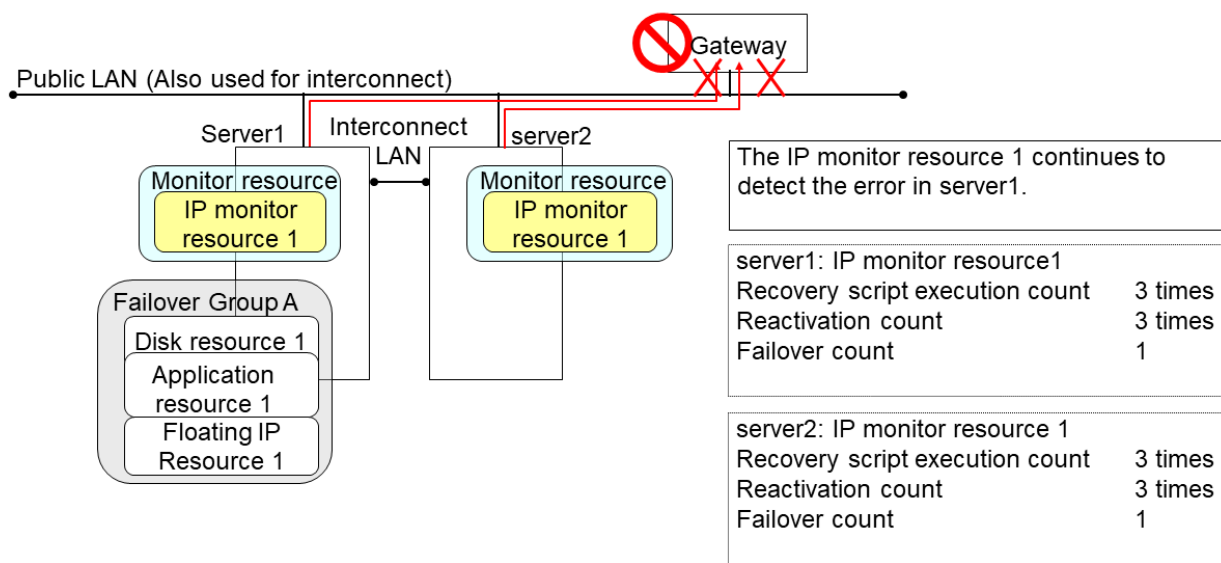 Gateway
Public LAN (Also used for interconnect)
Server1
Interconnect
LAN
server2
Monitor resource
IP monitor
resource 1
Monitor resource
IP monitor
resource 1
Failover Group A
Disk resource 1
Application
resource 1
Floating IP
Resource 1
The IP monitor resource 1 continues to
detect the error in server1.
server1: IP monitor resource1
Recovery script execution count 3 times
Reactivation count 3 times
Failover count 1
server2: IP monitor resource 1
Recovery script execution count 3 times
Reactivation count 3 times
Failover count 1